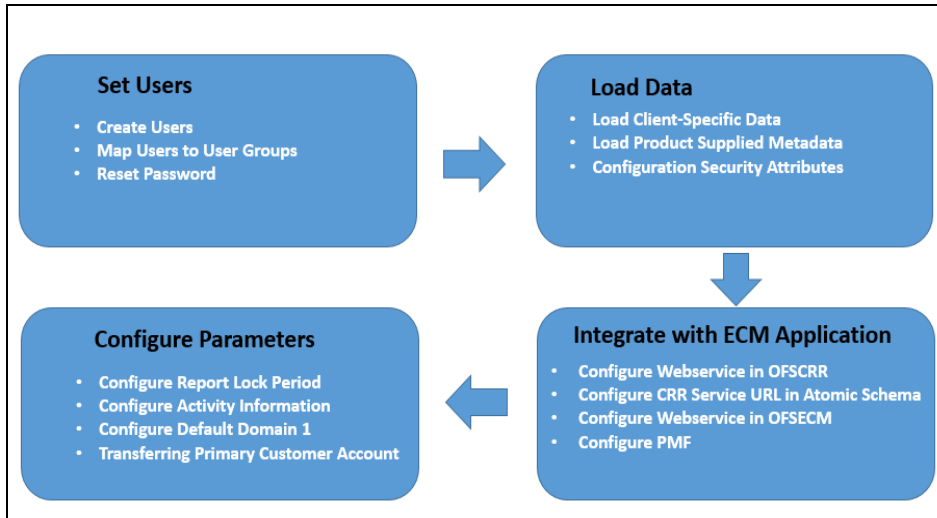 Set Users
• Create Users
• Map Users to User Groups
• Reset Password
Load Data
• Load Client-Specific Data
• Load Product Supplied Metadata
• Configuration Security Attributes
Integrate with ECM Application
• Configure Webservice in OFSCRR
• Configure CRR Service URL in Atomic Schema
• Configure Webservice in OFSECM
• Configure PMF
Configure Parameters
• Configure Report Lock Period
• Configure Activity Information
• Configure Default Domain 1
• Transferring Primary Customer Account